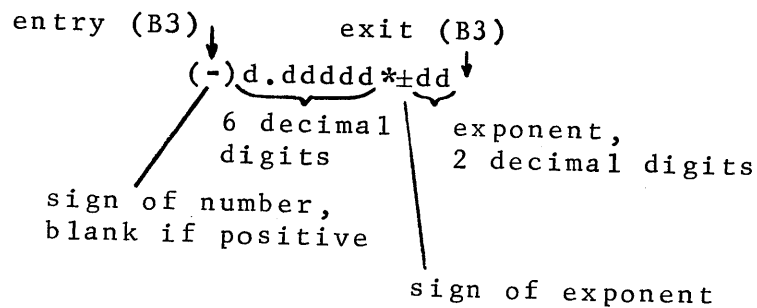 entry (B3) exit (B3)
(-)d.ddddd*±dd
6 decimal digits
exponent, 2 decimal digits
sign of number, blank if positive
sign of exponent